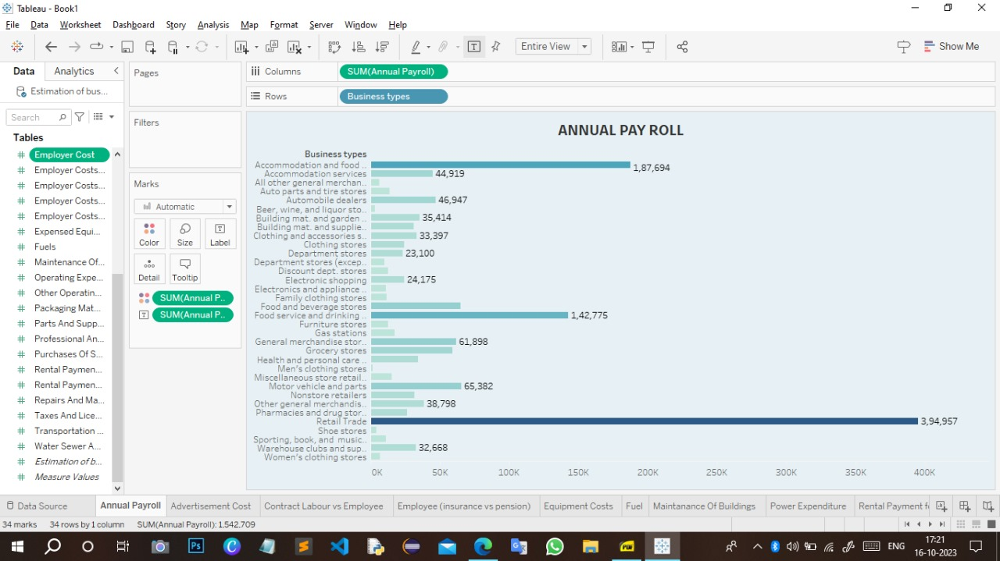 Tableau - Book1
File Data Worksheet Dashboard Story Analysis Map Format Server Window Help
Entire View
Show Me
Data Analytics
Estimation of bus...
Search
Tables
Employer Cost
Employer Costs...
Employer Costs...
Employer Costs...
Employer Costs...
Expensed Equi...
Fuels
Maintenance Of...
Operating Expe...
Other Operatin...
Packaging Mat...
Parts And Supp...
Professional An...
Purchases Of S...
Rental Paymen...
Rental Paymen...
Repairs And Ma...
Taxes And Lice...
Transportation ...
Water Sewer A...
Estimation of b...
Measure Values
Pages
Filters
Marks
Automatic
Color Size Label
Detail Tooltip
SUM(Annual P..
SUM(Annual P..
Columns SUM(Annual Payroll)
Rows Business types
ANNUAL PAY ROLL
Business types
Accommodation and food .. 1,87,694
Accommodation services 44,919
All other general merchan..
Auto parts and tire stores
Automobile dealers 46,947
Beer, wine, and liquor sto..
Building mat. and garden .. 35,414
Building mat. and supplie..
Clothing and accessories s.. 33,397
Clothing stores
Department stores 23,100
Department stores (excep..
Discount dept. stores
Electronic shopping 24,175
Electronics and appliance ..
Family clothing stores
Food and beverage stores
Food service and drinking .. 1,42,775
Furniture stores
Gas stations
General merchandise stor.. 61,898
Grocery stores
Health and personal care ..
Men's clothing stores
Miscellaneous store retail..
Motor vehicle and parts 65,382
Nonstore retailers
Other general merchandis.. 38,798
Pharmacies and drug stor..
Retail Trade 3,94,957
Shoe stores
Sporting, book, and music..
Warehouse clubs and sup.. 32,668
Women's clothing stores
0K 50K 100K 150K 200K 250K 300K 350K 400K
Data Source Annual Payroll Advertisement Cost Contract Labour vs Employee Employee (insurance vs pension) Equipment Costs Fuel Maintanance Of Buildings Power Expenditure Rental Payment f
34 marks 34 rows by 1 column SUM(Annual Payroll): 1,542,709
ENG
17:21
16-10-2023